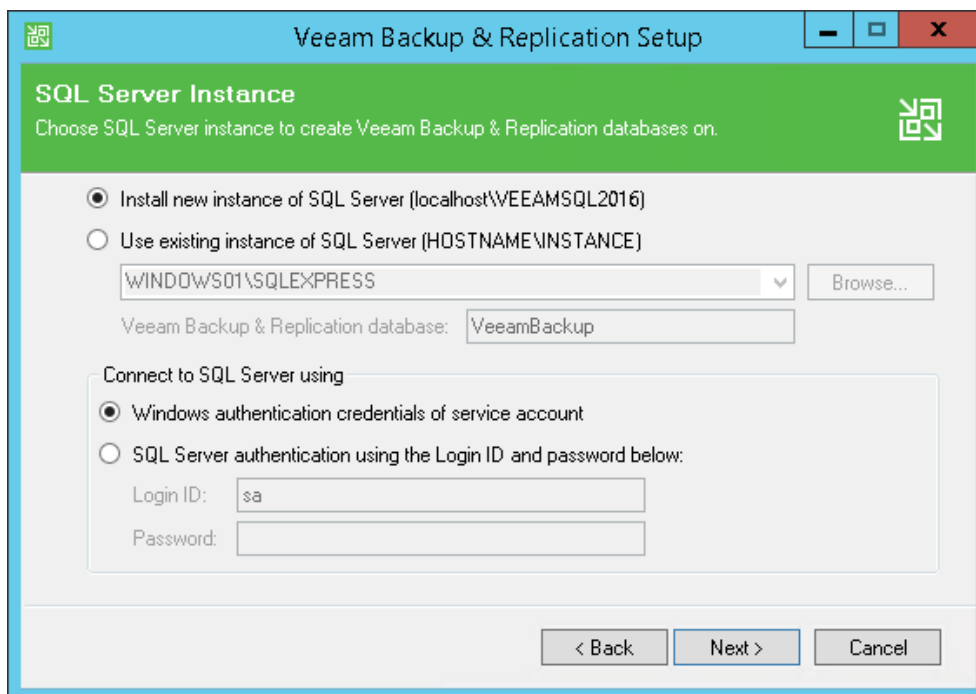 Veeam Backup & Replication Setup
SQL Server Instance
Choose SQL Server instance to create Veeam Backup & Replication databases on.
Install new instance of SQL Server (localhost\VEEAMSQL2016)
Use existing instance of SQL Server (HOSTNAME\INSTANCE)
WINDOWS01\SQLEXPRESS
Browse...
Veeam Backup & Replication database: VeeamBackup
Connect to SQL Server using
Windows authentication credentials of service account
SQL Server authentication using the Login ID and password below:
Login ID: sa
Password:
< Back Next > Cancel